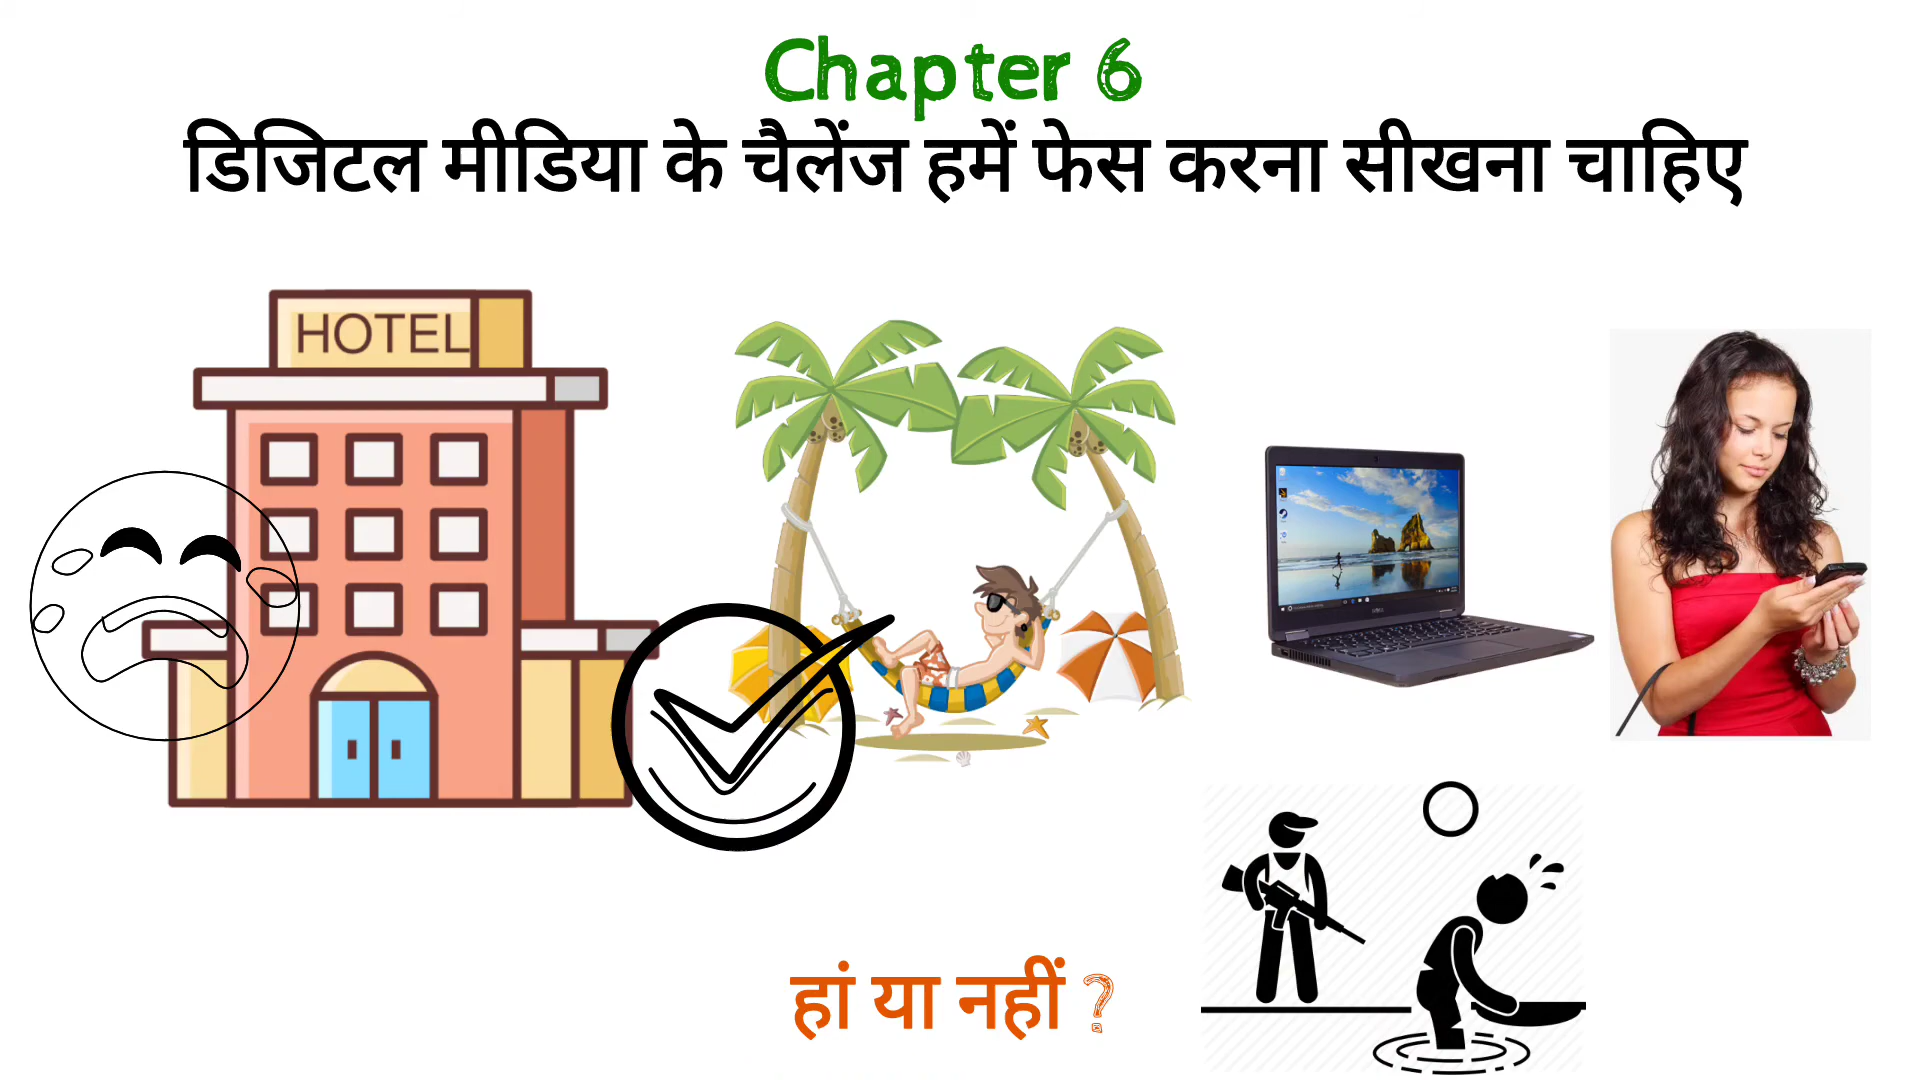 Chapter 6
डिजिटल मीडिया के चैलेंज हमें फेस करना सीखना चाहिए
HOTEL
हां या नहीं ?